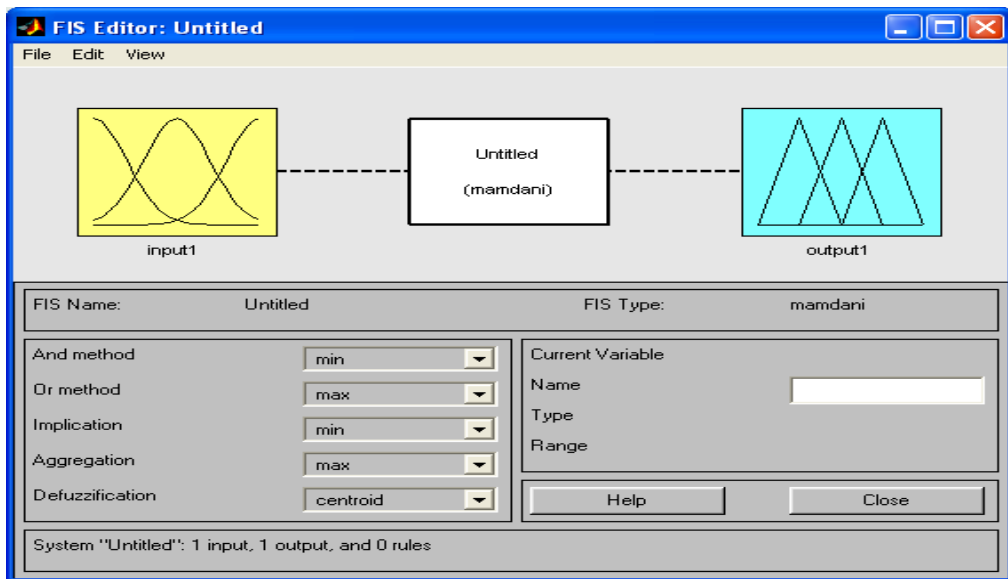 FIS Editor: Untitled
File Edit View
Untitled
(mamdani)
input1
output1
FIS Name: Untitled
FIS Type: mamdani
And method min
Or method max
Implication min
Aggregation max
Defuzzification centroid
Current Variable
Name
Type
Range
Help
Close
System "Untitled": 1 input, 1 output, and 0 rules